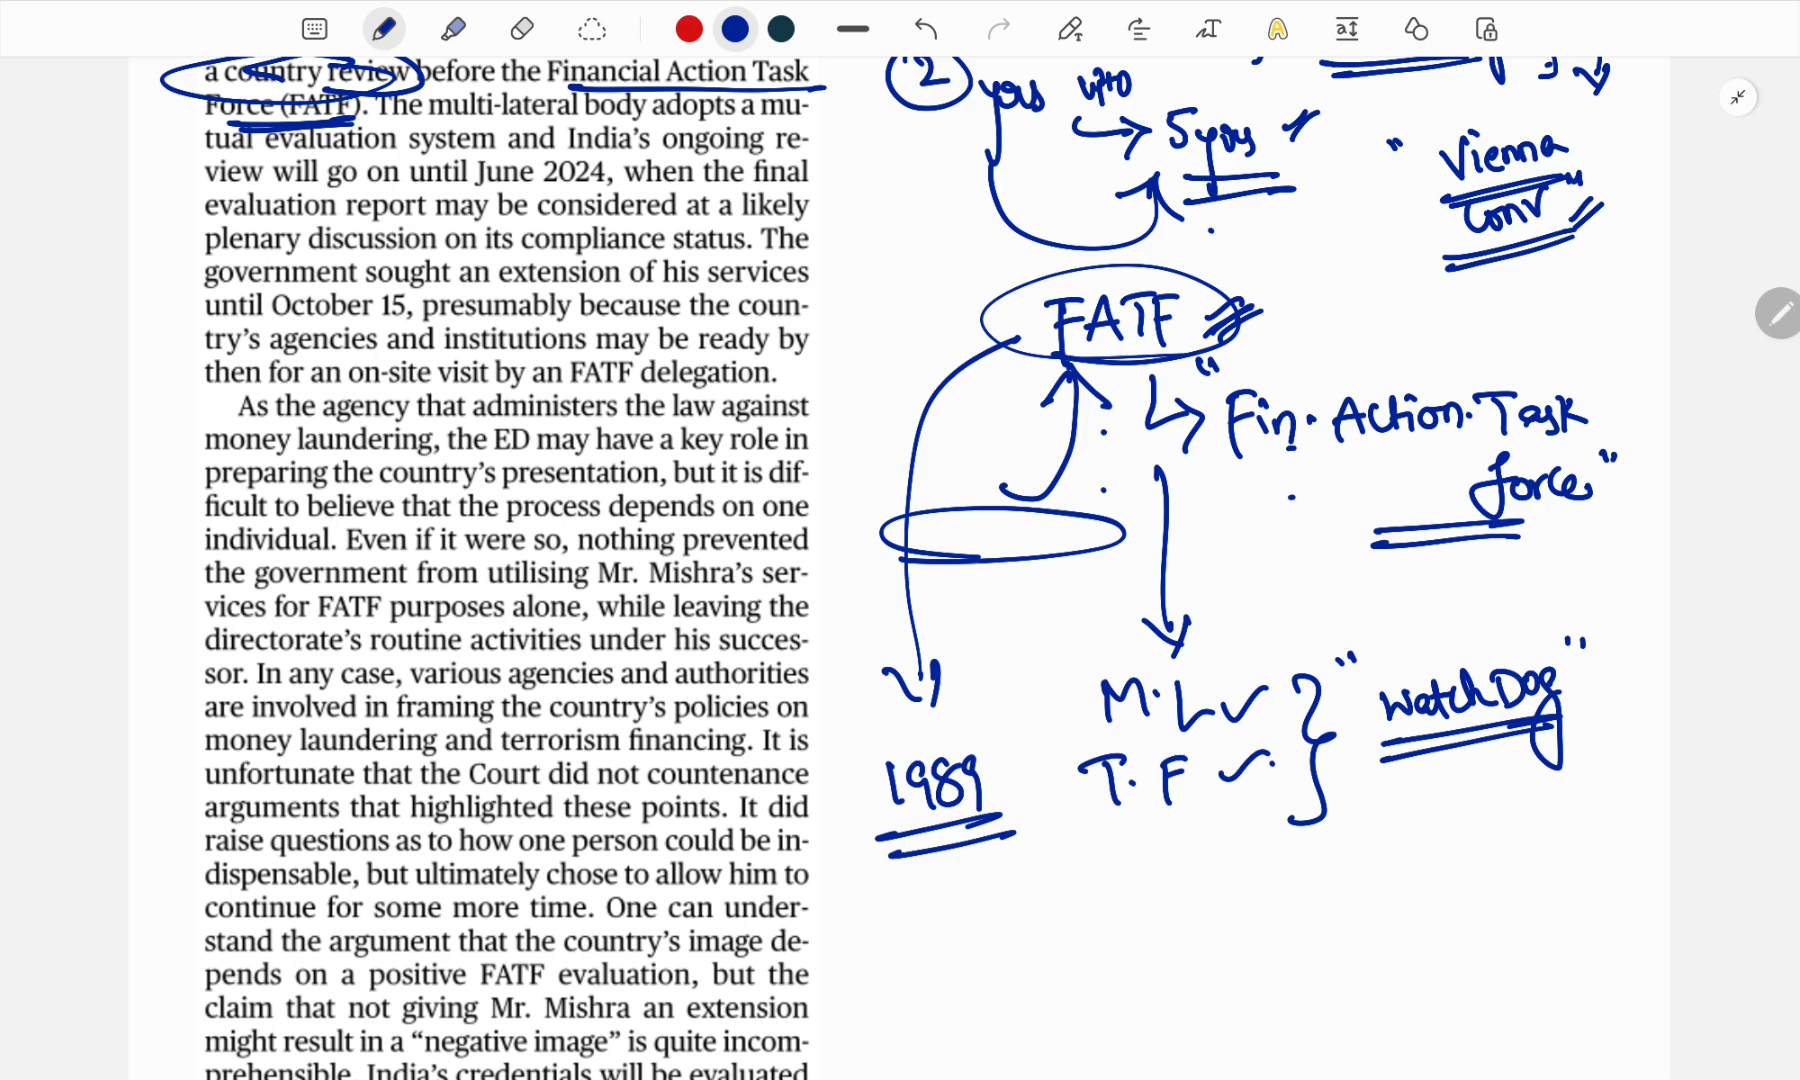 a country review before the Financial Action Task
Force (FATF). The multi-lateral body adopts a mu-
tual evaluation system and India's ongoing re-
view will go on until June 2024, when the final
evaluation report may be considered at a likely
plenary discussion on its compliance status. The
government sought an extension of his services
until October 15, presumably because the coun-
try's agencies and institutions may be ready by
then for an on-site visit by an FATF delegation.
As the agency that administers the law against
money laundering, the ED may have a key role in
preparing the country's presentation, but it is dif-
ficult to believe that the process depends on one
individual. Even if it were so, nothing prevented
the government from utilising Mr. Mishra's ser-
vices for FATF purposes alone, while leaving the
directorate's routine activities under his succes-
sor. In any case, various agencies and authorities
are involved in framing the country's policies on
money laundering and terrorism financing. It is
unfortunate that the Court did not countenance
arguments that highlighted these points. It did
raise questions as to how one person could be in-
dispensable, but ultimately chose to allow him to
continue for some more time. One can under-
stand the argument that the country's image de-
pends on a positive FATF evaluation, but the
claim that not giving Mr. Mishra an extension
might result in a “negative image” is quite incom-
prehensible. India's credentials will be evaluated
2 yrs upto
5 yrs
" Vienna
Conv "
FATF
" Fin. Action. Task
force "
M. L
T. F
" WatchDog "
1989